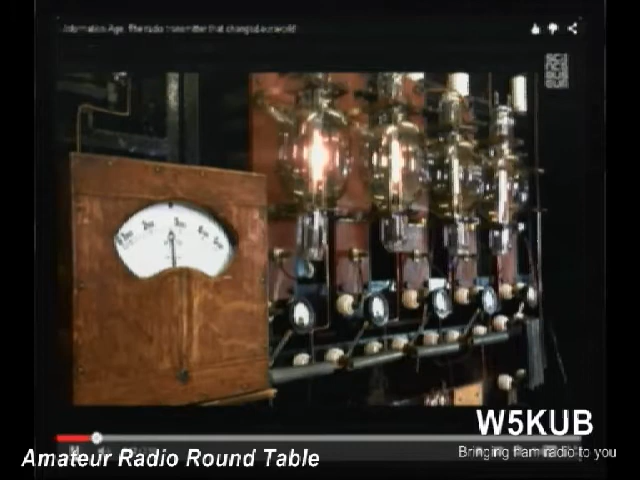 Information Age: The radio transmitter that changed our world
W5KUB
Bringing Ham radio to you
Amateur Radio Round Table